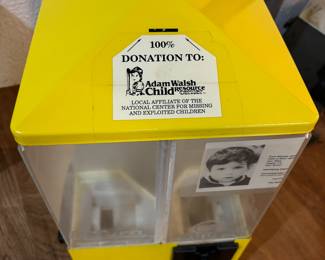 100%
DONATION TO:
Adam Walsh
Child Resource
LOCAL AFFILIATE OF THE
NATIONAL CENTER FOR MISSING
AND EXPLOITED CHILDREN